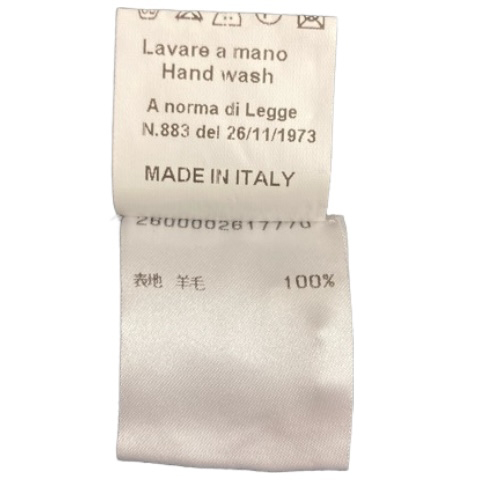 Lavare a mano
Hand wash
A norma di Legge
N.883 del 26/11/1973
MADE IN ITALY
2800002617770
表地 羊毛 100%